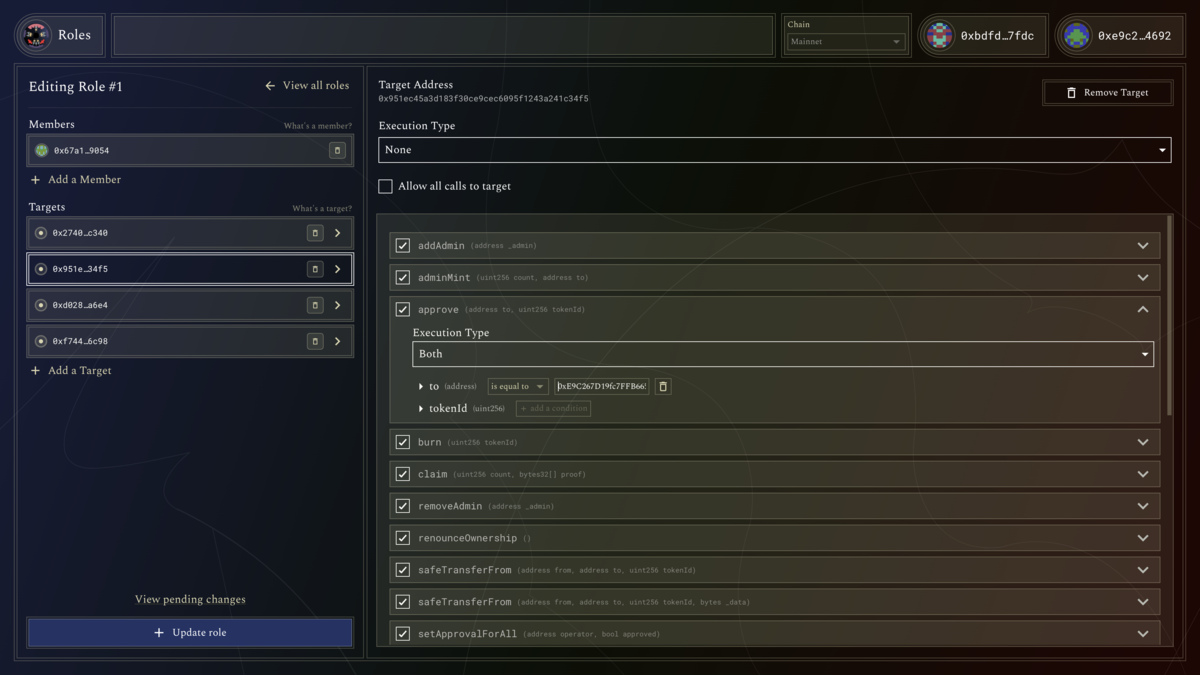 Roles
Chain
Mainnet
0xbdfd…7fdc
0xe9c2…4692
Editing Role #1
View all roles
Members
What's a member?
0x67a1…9054
Add a Member
Targets
What's a target?
0x2740…c340
0x951e…34f5
0xd028…a6e4
0xf744…6c98
Add a Target
View pending changes
Update role
Target Address
0x951ec45a3d183f30ce9cec6095f1243a241c34f5
Remove Target
Execution Type
None
Allow all calls to target
addAdmin (address _admin)
adminMint (uint256 count, address to)
approve (address to, uint256 tokenId)
Execution Type
Both
to (address) is equal to
tokenId (uint256) + add a condition
burn (uint256 tokenId)
claim (uint256 count, bytes32[] proof)
removeAdmin (address _admin)
renounceOwnership ()
safeTransferFrom (address from, address to, uint256 tokenId)
safeTransferFrom (address from, address to, uint256 tokenId, bytes _data)
setApprovalForAll (address operator, bool approved)